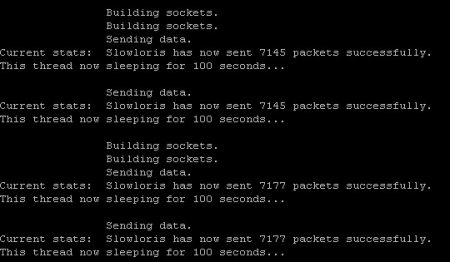 Building sockets.
Building sockets.
Sending data.
Current stats:  Slowloris has now sent 7145 packets successfully.
This thread now sleeping for 100 seconds...
Sending data.
Current stats:  Slowloris has now sent 7145 packets successfully.
This thread now sleeping for 100 seconds...
Building sockets.
Building sockets.
Sending data.
Current stats:  Slowloris has now sent 7177 packets successfully.
This thread now sleeping for 100 seconds...
Sending data.
Current stats:  Slowloris has now sent 7177 packets successfully.
This thread now sleeping for 100 seconds...